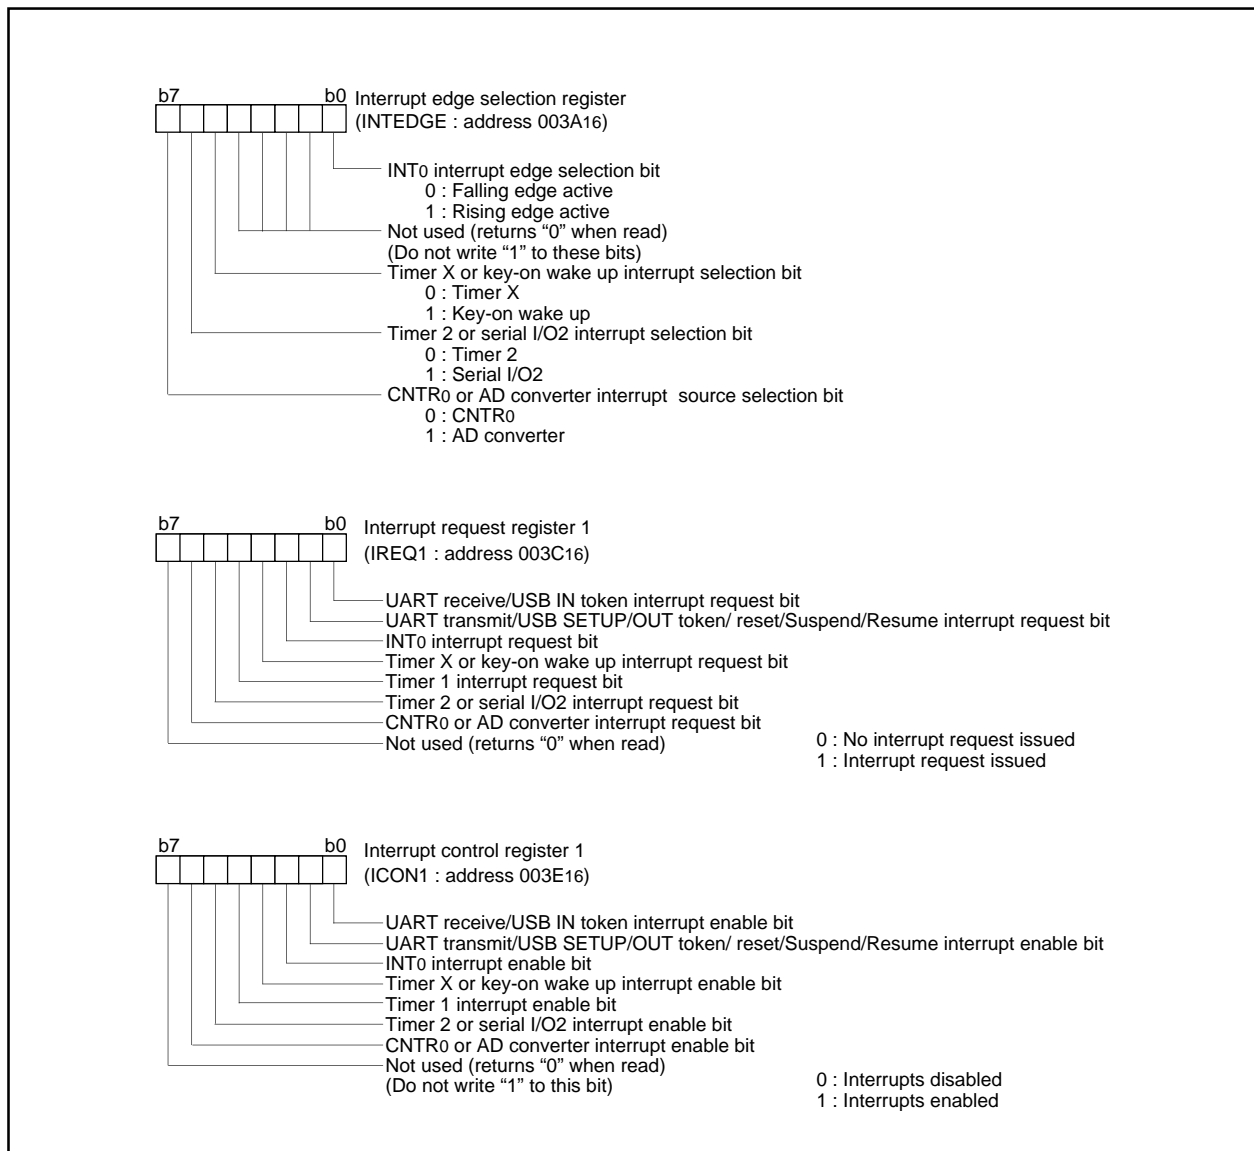 b7 b0 Interrupt edge selection register
(INTEDGE : address 003A16)
INT0 interrupt edge selection bit
0 : Falling edge active
1 : Rising edge active
Not used (returns “0” when read)
(Do not write “1” to these bits)
Timer X or key-on wake up interrupt selection bit
0 : Timer X
1 : Key-on wake up
Timer 2 or serial I/O2 interrupt selection bit
0 : Timer 2
1 : Serial I/O2
CNTR0 or AD converter interrupt source selection bit
0 : CNTR0
1 : AD converter
b7 b0 Interrupt request register 1
(IREQ1 : address 003C16)
UART receive/USB IN token interrupt request bit
UART transmit/USB SETUP/OUT token/ reset/Suspend/Resume interrupt request bit
INT0 interrupt request bit
Timer X or key-on wake up interrupt request bit
Timer 1 interrupt request bit
Timer 2 or serial I/O2 interrupt request bit
CNTR0 or AD converter interrupt request bit
Not used (returns “0” when read)
0 : No interrupt request issued
1 : Interrupt request issued
b7 b0 Interrupt control register 1
(ICON1 : address 003E16)
UART receive/USB IN token interrupt enable bit
UART transmit/USB SETUP/OUT token/ reset/Suspend/Resume interrupt enable bit
INT0 interrupt enable bit
Timer X or key-on wake up interrupt enable bit
Timer 1 interrupt enable bit
Timer 2 or serial I/O2 interrupt enable bit
CNTR0 or AD converter interrupt enable bit
Not used (returns “0” when read)
(Do not write “1” to this bit)
0 : Interrupts disabled
1 : Interrupts enabled